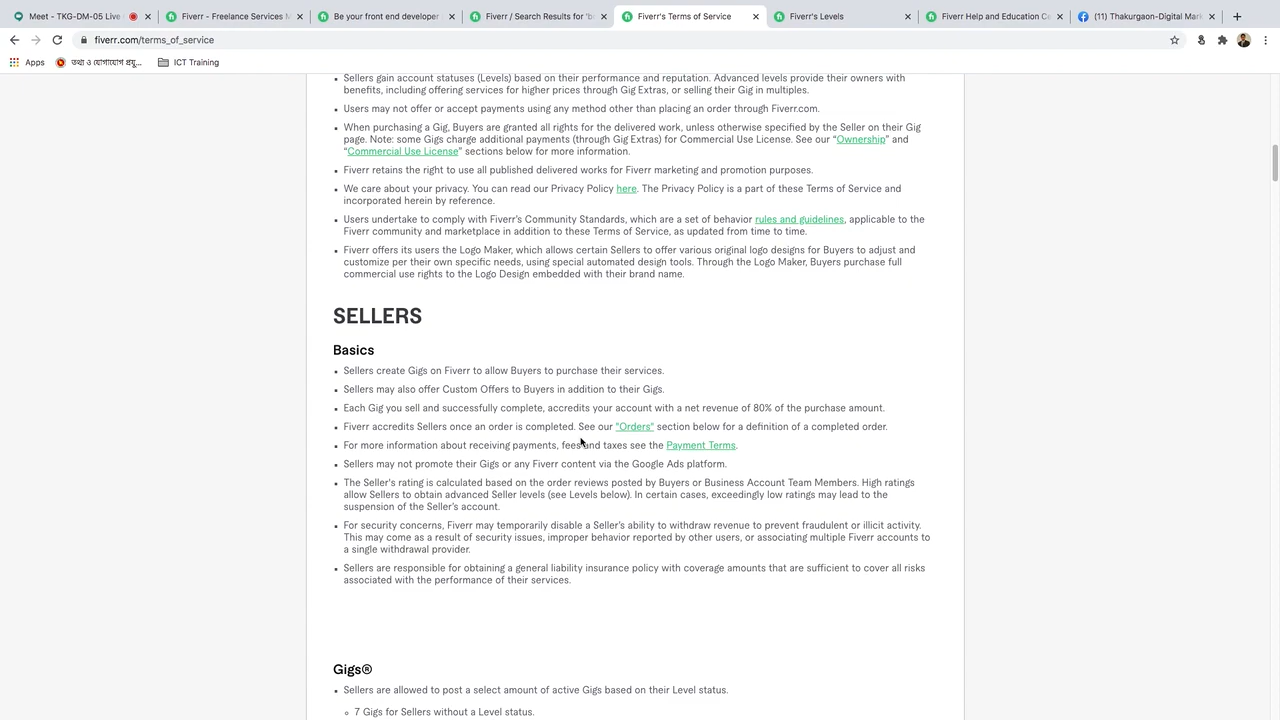 Meet - TKG-DM-05 Live
Fiverr - Freelance Services M
Be your front end developer
Fiverr / Search Results for 'b
Fiverr's Terms of Service
Fiverr's Levels
Fiverr Help and Education Ce
(11) Thakurgaon-Digital Mark
fiverr.com/terms_of_service
Apps
তথ্য ও যোগাযোগ প্রযু...
ICT Training
Sellers gain account statuses (Levels) based on their performance and reputation. Advanced levels provide their owners with
benefits, including offering services for higher prices through Gig Extras, or selling their Gig in multiples.
Users may not offer or accept payments using any method other than placing an order through Fiverr.com.
When purchasing a Gig, Buyers are granted all rights for the delivered work, unless otherwise specified by the Seller on their Gig
page. Note: some Gigs charge additional payments (through Gig Extras) for Commercial Use License. See our “Ownership” and
“Commercial Use License” sections below for more information.
Fiverr retains the right to use all published delivered works for Fiverr marketing and promotion purposes.
We care about your privacy. You can read our Privacy Policy here. The Privacy Policy is a part of these Terms of Service and
incorporated herein by reference.
Users undertake to comply with Fiverr’s Community Standards, which are a set of behavior rules and guidelines, applicable to the
Fiverr community and marketplace in addition to these Terms of Service, as updated from time to time.
Fiverr offers its users the Logo Maker, which allows certain Sellers to offer various original logo designs for Buyers to adjust and
customize per their own specific needs, using special automated design tools. Through the Logo Maker, Buyers purchase full
commercial use rights to the Logo Design embedded with their brand name.
SELLERS
Basics
Sellers create Gigs on Fiverr to allow Buyers to purchase their services.
Sellers may also offer Custom Offers to Buyers in addition to their Gigs.
Each Gig you sell and successfully complete, accredits your account with a net revenue of 80% of the purchase amount.
Fiverr accredits Sellers once an order is completed. See our "Orders" section below for a definition of a completed order.
For more information about receiving payments, fees and taxes see the Payment Terms.
Sellers may not promote their Gigs or any Fiverr content via the Google Ads platform.
The Seller's rating is calculated based on the order reviews posted by Buyers or Business Account Team Members. High ratings
allow Sellers to obtain advanced Seller levels (see Levels below). In certain cases, exceedingly low ratings may lead to the
suspension of the Seller’s account.
For security concerns, Fiverr may temporarily disable a Seller’s ability to withdraw revenue to prevent fraudulent or illicit activity.
This may come as a result of security issues, improper behavior reported by other users, or associating multiple Fiverr accounts to
a single withdrawal provider.
Sellers are responsible for obtaining a general liability insurance policy with coverage amounts that are sufficient to cover all risks
associated with the performance of their services.
Gigs®
Sellers are allowed to post a select amount of active Gigs based on their Level status.
7 Gigs for Sellers without a Level status.